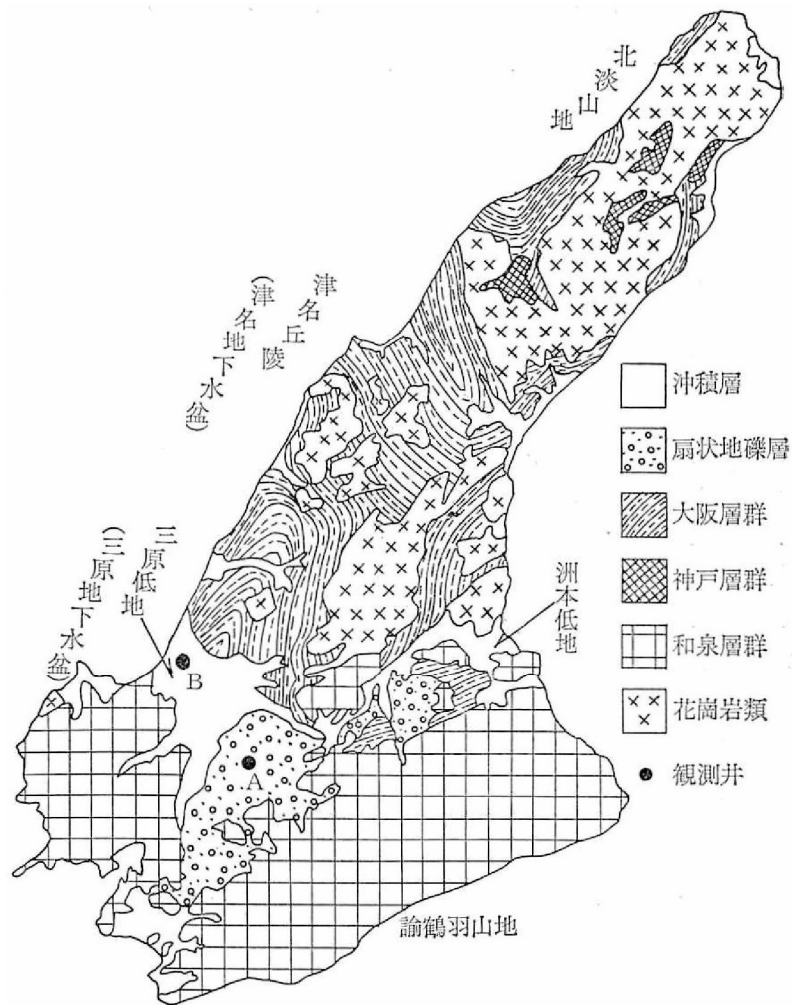 北淡山地
津名丘陵
(津名地下水盆)
三原低地
(三原地下水盆)
洲本低地
B
A
諭鶴羽山地
沖積層
扇状地礫層
大阪層群
神戸層群
和泉層群
花崗岩類
観測井